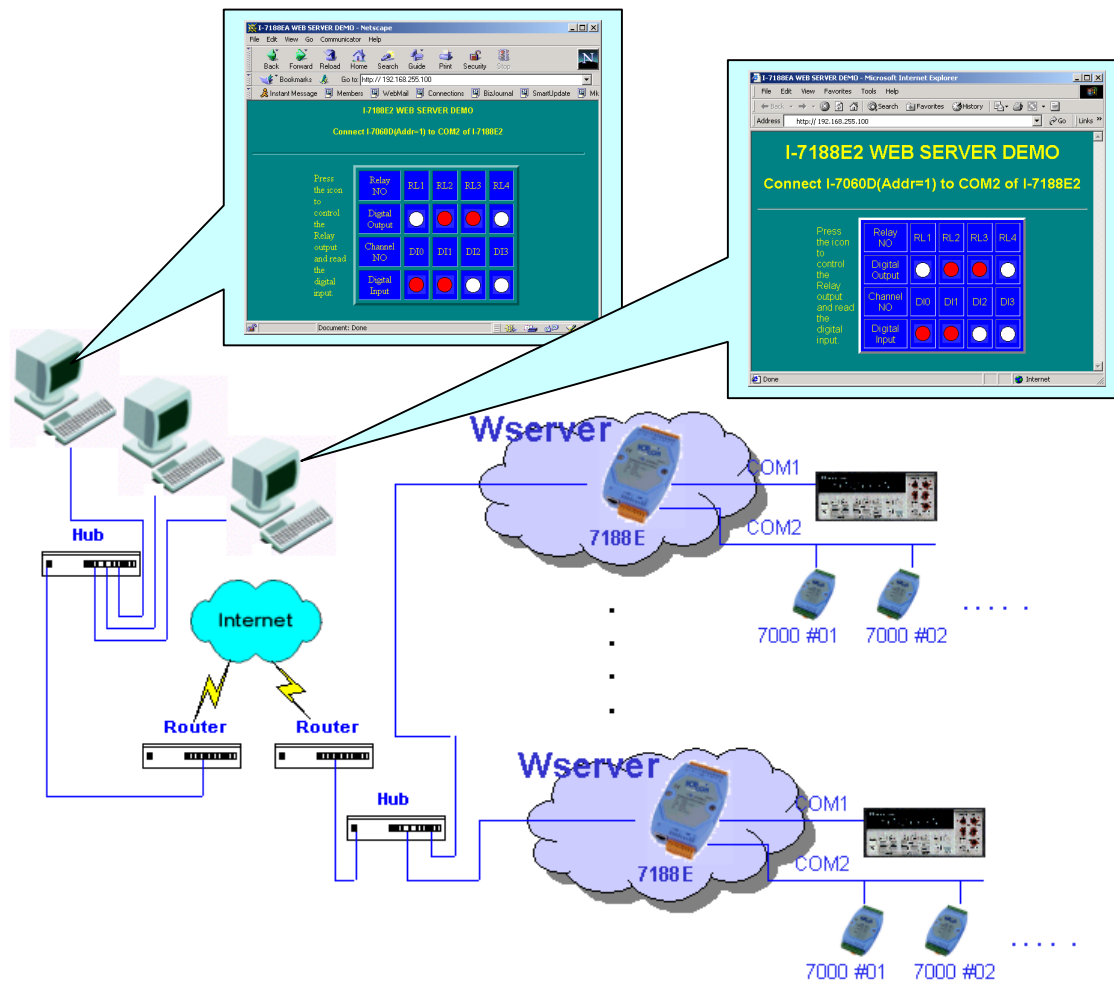 I-7188EA WEB SERVER DEMO - Netscape
File Edit View Go Communicator Help
Back Forward Reload Home Search Guide Print Security Stop
Bookmarks Go to: http://192.168.255.100
Instant Message Members WebMail Connections BizJournal SmartUpdate Mk
I-7188E2 WEB SERVER DEMO
Connect I-7060D(Addr=1) to COM2 of I-7188E2
Press the icon to control the Relay output and read the digital input.
Relay NO RL1 RL2 RL3 RL4
Digital Output
Channel NO DI0 DI1 DI2 DI3
Digital Input
Document: Done
I-7188EA WEB SERVER DEMO - Microsoft Internet Explorer
File Edit View Favorites Tools Help
Back Search Favorites History
Address http://192.168.255.100 Go Links »
I-7188E2 WEB SERVER DEMO
Connect I-7060D(Addr=1) to COM2 of I-7188E2
Press the icon to control the Relay output and read the digital input.
Relay NO RL1 RL2 RL3 RL4
Digital Output
Channel NO DI0 DI1 DI2 DI3
Digital Input
Done Internet
Wserver
COM1
COM2
7188E
7000 #01 7000 #02 . . . . .
Hub
Internet
Router Router
Hub
Wserver
COM1
COM2
7188E
7000 #01 7000 #02 . . . . .